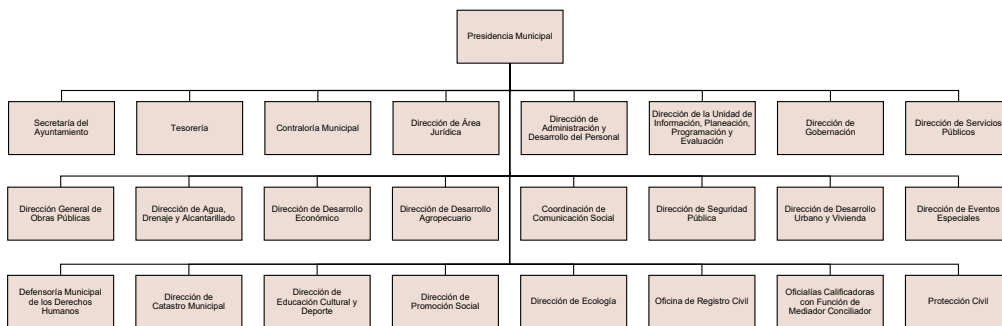 Presidencia Municipal
Secretaría del
Ayuntamiento
Tesorería
Contraloría Municipal
Dirección de Área
Jurídica
Dirección de
Administración y
Desarrollo del Personal
Dirección de la Unidad de
Información, Planeación,
Programación y
Evaluación
Dirección de
Gobernación
Dirección de Servicios
Públicos
Dirección General de
Obras Públicas
Dirección de Agua,
Drenaje y Alcantarillado
Dirección de Desarrollo
Económico
Dirección de Desarrollo
Agropecuario
Coordinación de
Comunicación Social
Dirección de Seguridad
Pública
Dirección de Desarrollo
Urbano y Vivienda
Dirección de Eventos
Especiales
Defensoría Municipal
de los Derechos
Humanos
Dirección de
Catastro Municipal
Dirección de
Educación Cultural y
Deporte
Dirección de
Promoción Social
Dirección de Ecología
Oficina de Registro Civil
Oficialías Calificadoras
con Función de
Mediador Conciliador
Protección Civil